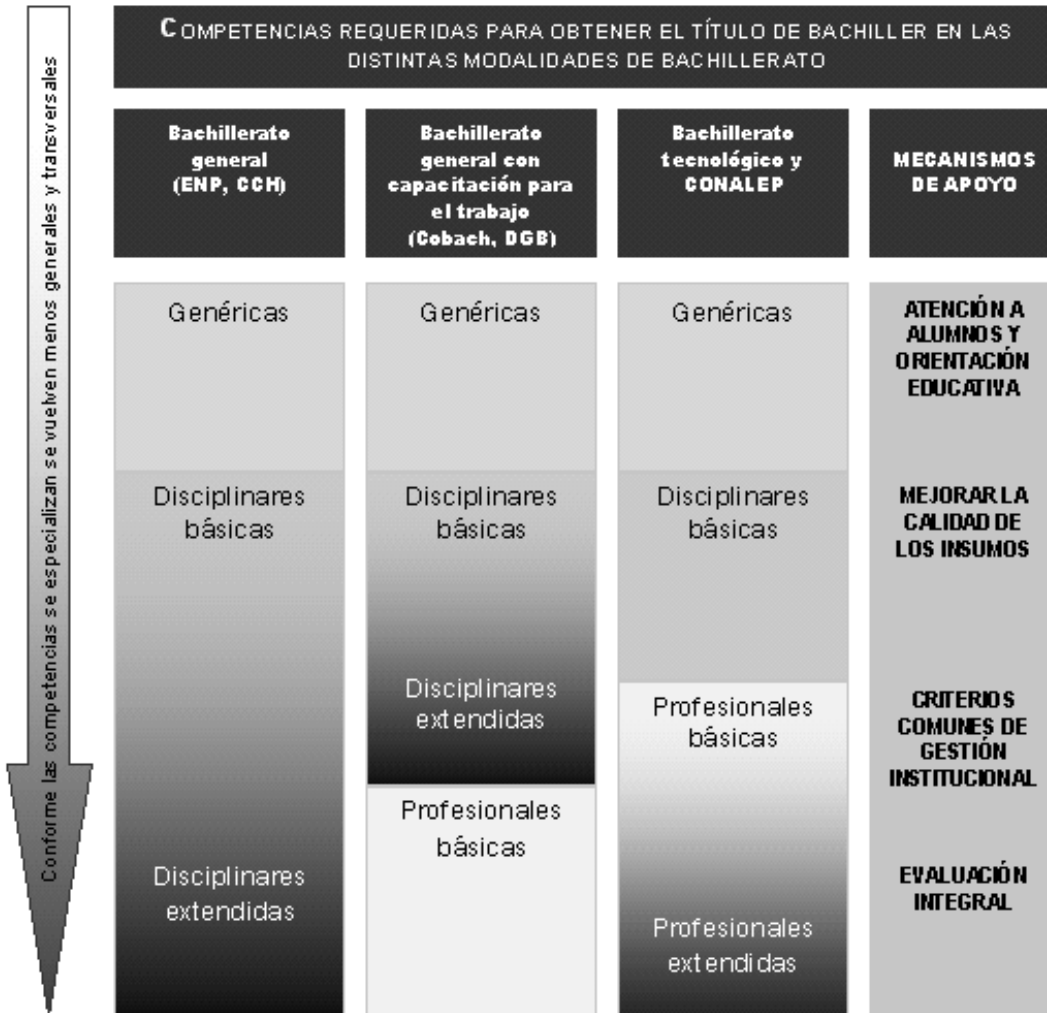 COMPETENCIAS REQUERIDAS PARA OBTENER EL TÍTULO DE BACHILLER EN LAS
DISTINTAS MODALIDADES DE BACHILLERATO
Conforme las competencias se especializan se vuelven menos generales y transversales
Bachillerato
general
(ENP, CCH)
Bachillerato
general con
capacitación para
el trabajo
(Cobach, DGB)
Bachillerato
tecnológico y
CONALEP
MECANISMOS
DE APOYO
Genéricas
Genéricas
Genéricas
ATENCIÓN A
ALUMNOS Y
ORIENTACIÓN
EDUCATIVA
Disciplinares
básicas
Disciplinares
básicas
Disciplinares
básicas
MEJORAR LA
CALIDAD DE
LOS INSUMOS
Disciplinares
extendidas
Profesionales
básicas
CRITERIOS
COMUNES DE
GESTIÓN
INSTITUCIONAL
Profesionales
básicas
Disciplinares
extendidas
Profesionales
extendidas
EVALUACIÓN
INTEGRAL